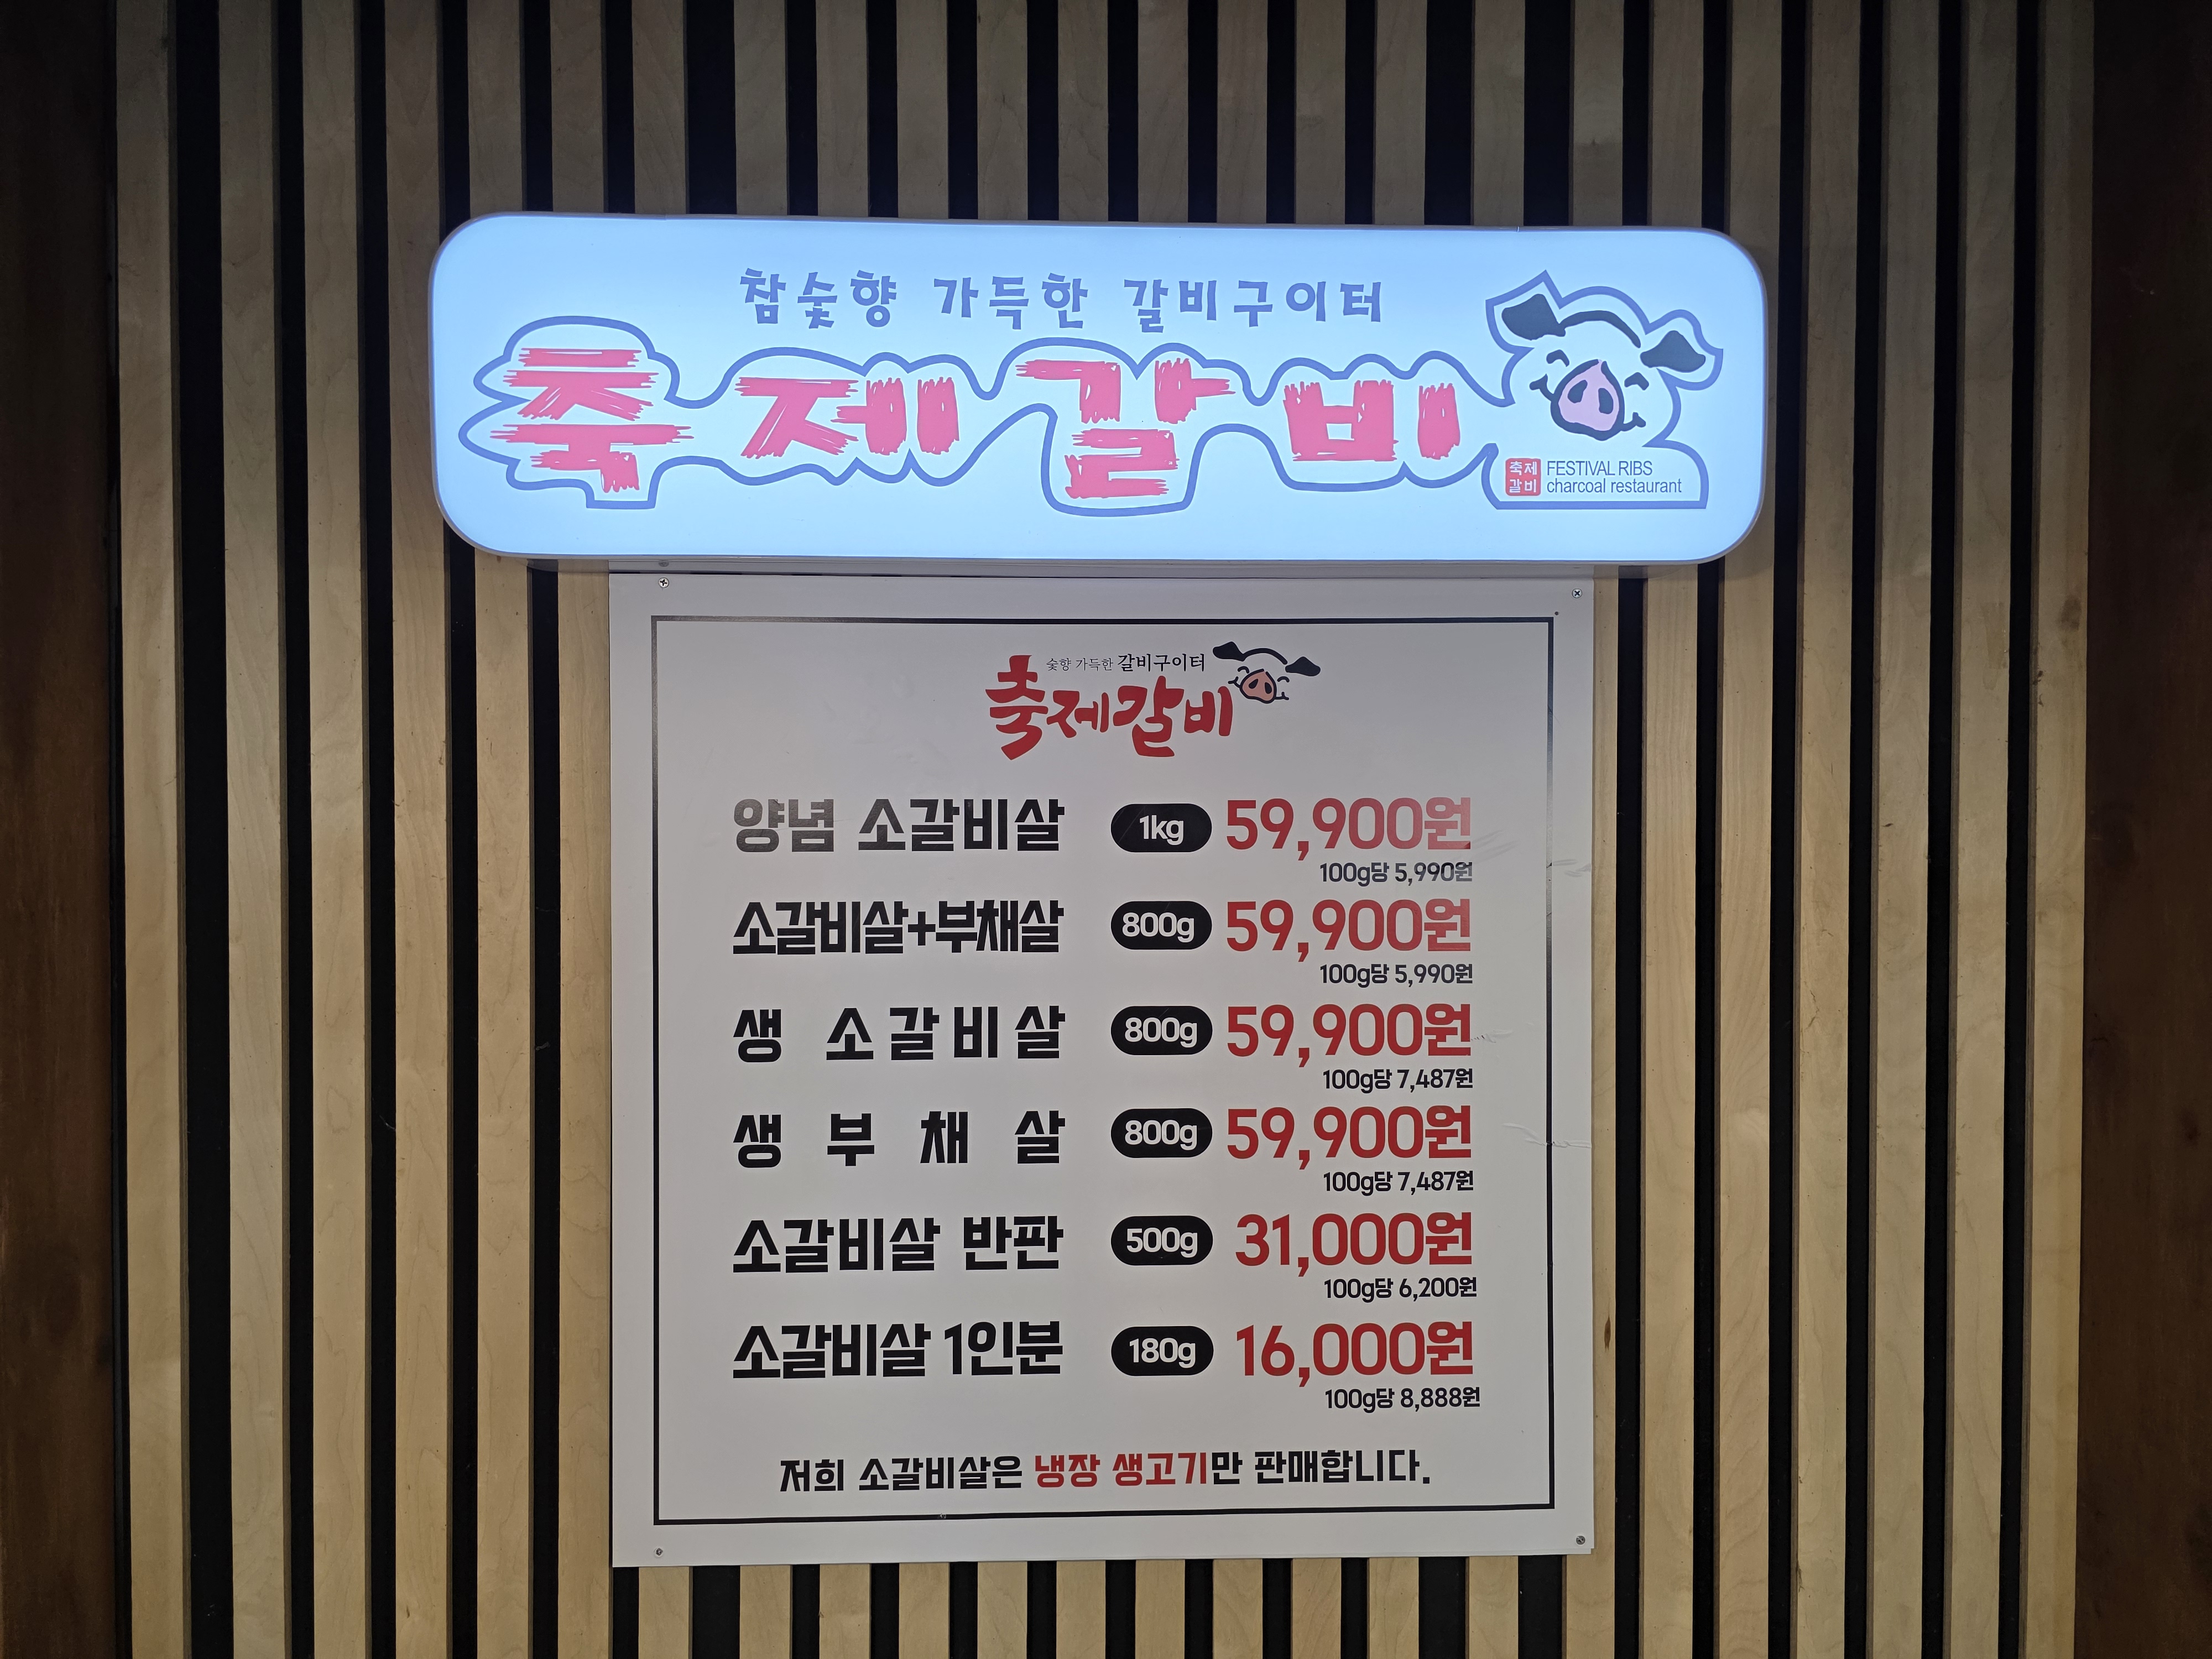 참숯향 가득한 갈비구이터
축제갈비
축제
갈비
FESTIVAL RIBS
charcoal restaurant
숯향 가득한 갈비구이터
축제갈비
양념 소갈비살 1kg 59,900원
100g당 5,990원
소갈비살+부채살 800g 59,900원
100g당 5,990원
생 소갈비살 800g 59,900원
100g당 7,487원
생 부채살 800g 59,900원
100g당 7,487원
소갈비살 반판 500g 31,000원
100g당 6,200원
소갈비살 1인분 180g 16,000원
100g당 8,888원
저희 소갈비살은 냉장 생고기만 판매합니다.